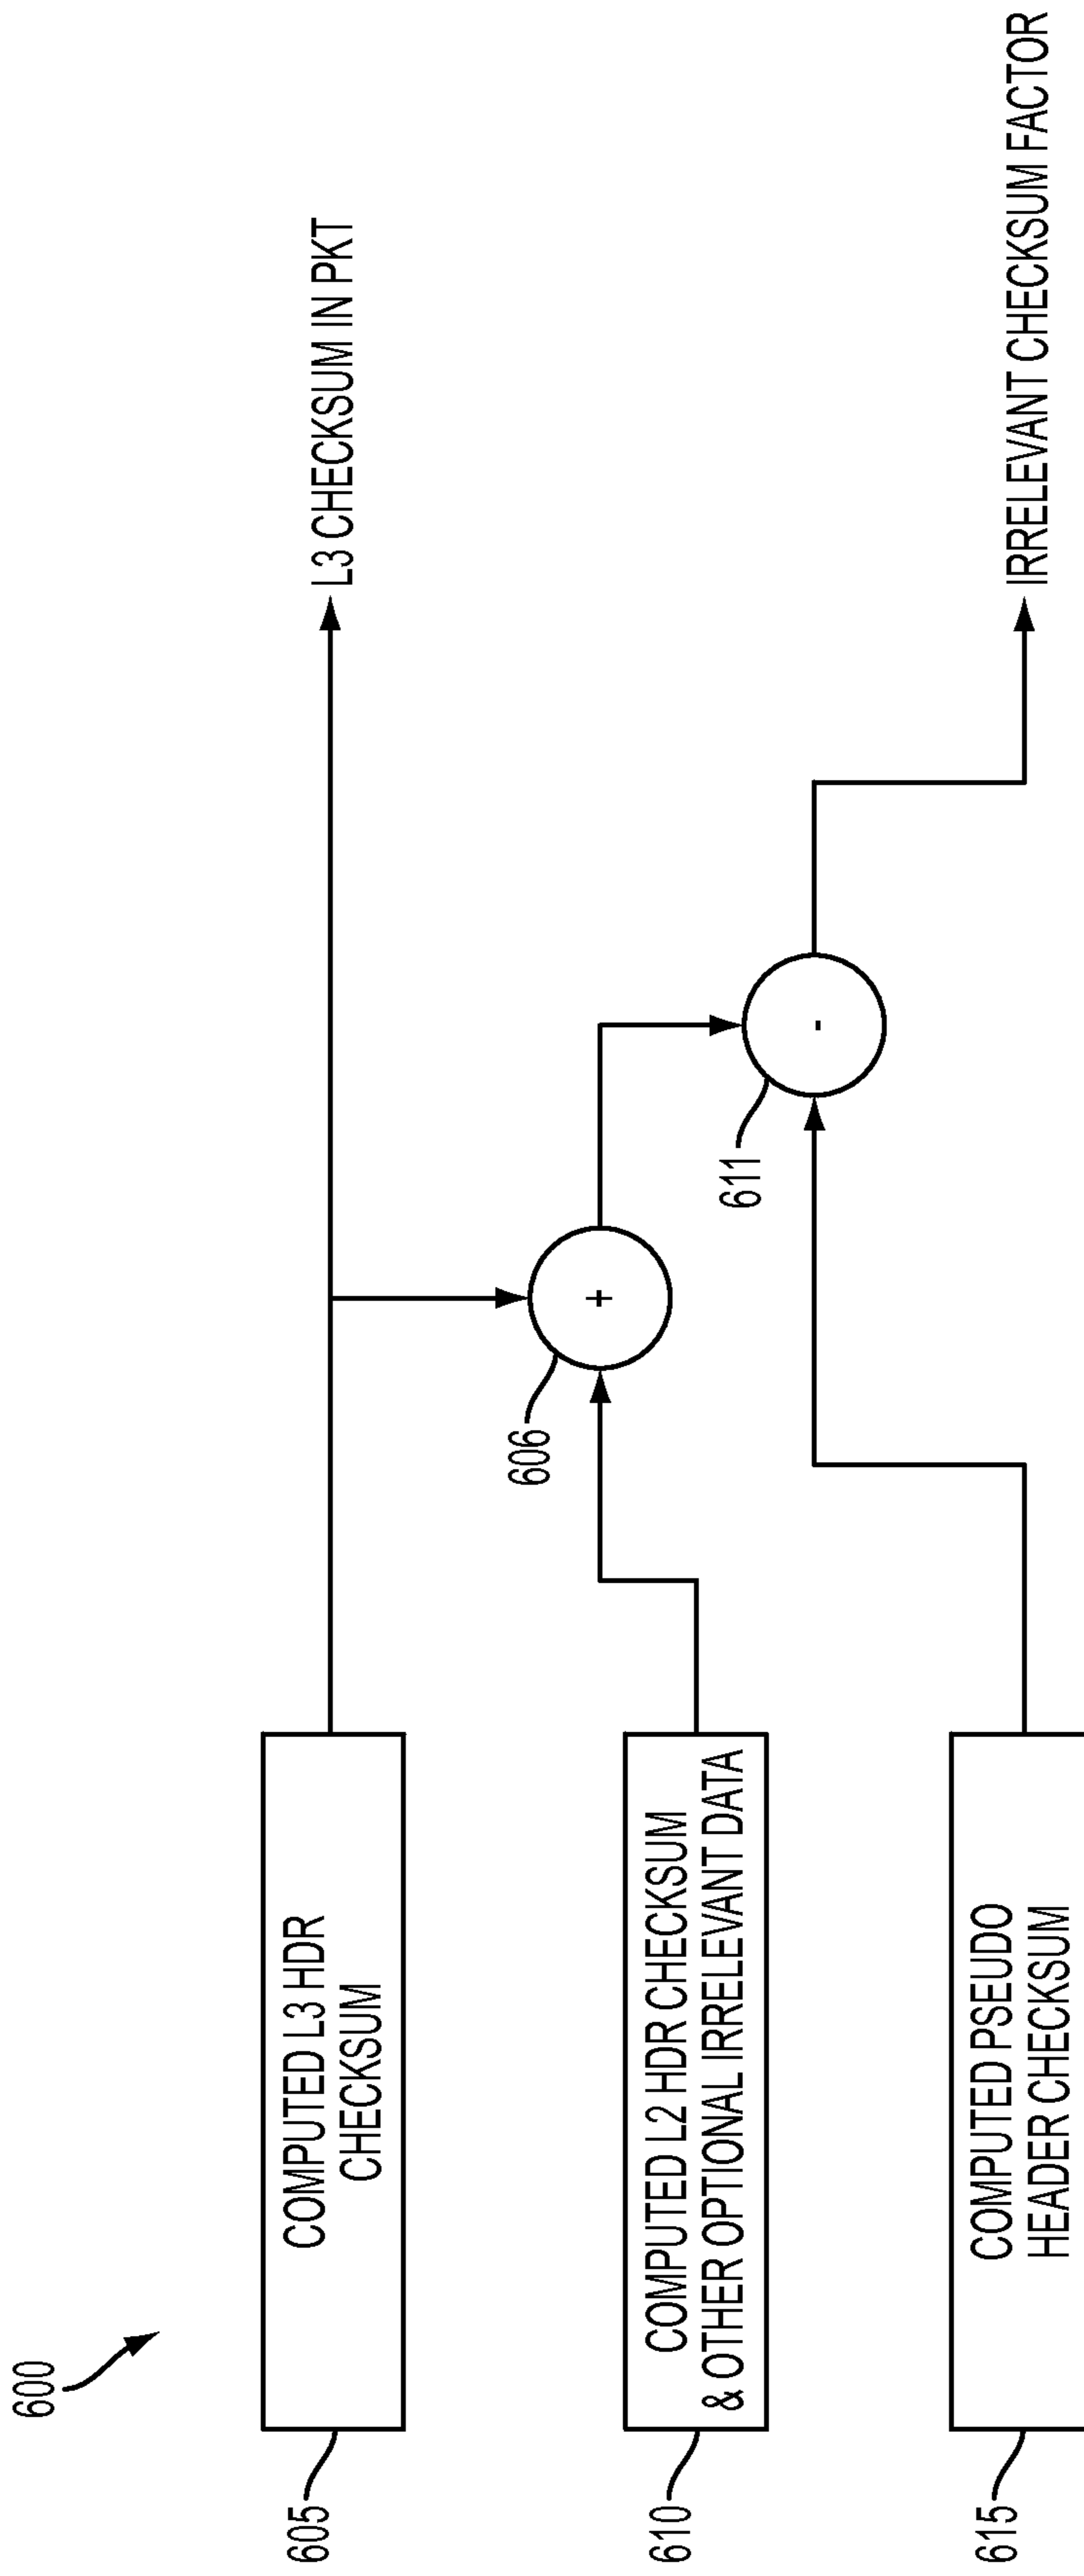 600
605
COMPUTED L3 HDR
CHECKSUM
L3 CHECKSUM IN PKT
606
+
610
COMPUTED L2 HDR CHECKSUM
& OTHER OPTIONAL IRRELEVANT DATA
611
-
615
COMPUTED PSEUDO
HEADER CHECKSUM
IRRELEVANT CHECKSUM FACTOR